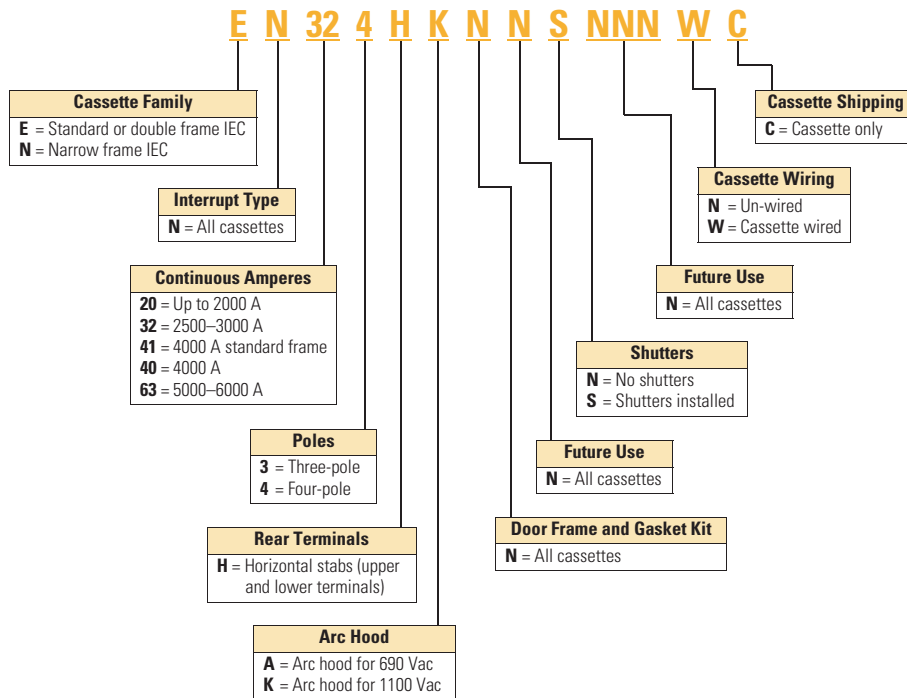 E N 32 4 H K N N S NNN W C
Cassette Family
E = Standard or double frame IEC
N = Narrow frame IEC
Cassette Shipping
C = Cassette only
Interrupt Type
N = All cassettes
Cassette Wiring
N = Un-wired
W = Cassette wired
Continuous Amperes
20 = Up to 2000 A
32 = 2500–3000 A
41 = 4000 A standard frame
40 = 4000 A
63 = 5000–6000 A
Future Use
N = All cassettes
Shutters
N = No shutters
S = Shutters installed
Poles
3 = Three-pole
4 = Four-pole
Future Use
N = All cassettes
Rear Terminals
H = Horizontal stabs (upper
and lower terminals)
Door Frame and Gasket Kit
N = All cassettes
Arc Hood
A = Arc hood for 690 Vac
K = Arc hood for 1100 Vac